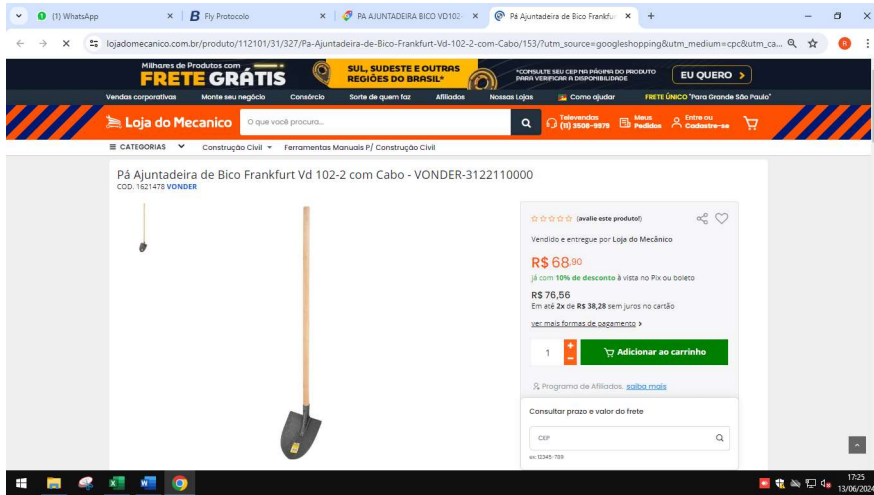 (1) WhatsApp
Fly Protocolo
PÁ AJUNTADEIRA BICO VD102-
Pá Ajuntadeira de Bico Frankfur
lojadomecanico.com.br/produto/112101/31/327/Pa-Ajuntadeira-de-Bico-Frankfurt-Vd-102-2-com-Cabo/153/?utm_source=googleshopping&utm_medium=cpc&utm_ca...
Milhares de Produtos com
FRETE GRÁTIS
SUL, SUDESTE E OUTRAS
REGIÕES DO BRASIL*
*CONSULTE SEU CEP NA PÁGINA DO PRODUTO
PARA VERIFICAR A DISPONIBILIDADE
EU QUERO >
Vendas corporativas Monte seu negócio Consórcio Sorte de quem faz Afiliados Nossas Lojas Como ajudar FRETE ÚNICO "Para Grande São Paulo"
Loja do Mecanico
O que você procura...
Televendas
(11) 3508-9979
Meus
Pedidos
Entre ou
Cadastre-se
CATEGORIAS Construção Civil Ferramentas Manuais P/ Construção Civil
Pá Ajuntadeira de Bico Frankfurt Vd 102-2 com Cabo - VONDER-3122110000
COD. 1621478 VONDER
(avalie este produto!)
Vendido e entregue por Loja do Mecânico
R$ 68,90
já com 10% de desconto à vista no Pix ou boleto
R$ 76,56
Em até 2x de R$ 38,28 sem juros no cartão
ver mais formas de pagamento >
1
+
−
Adicionar ao carrinho
Programa de Afiliados. saiba mais
Consultar prazo e valor do frete
CEP
ex: 12345-789
17:25
13/06/2024